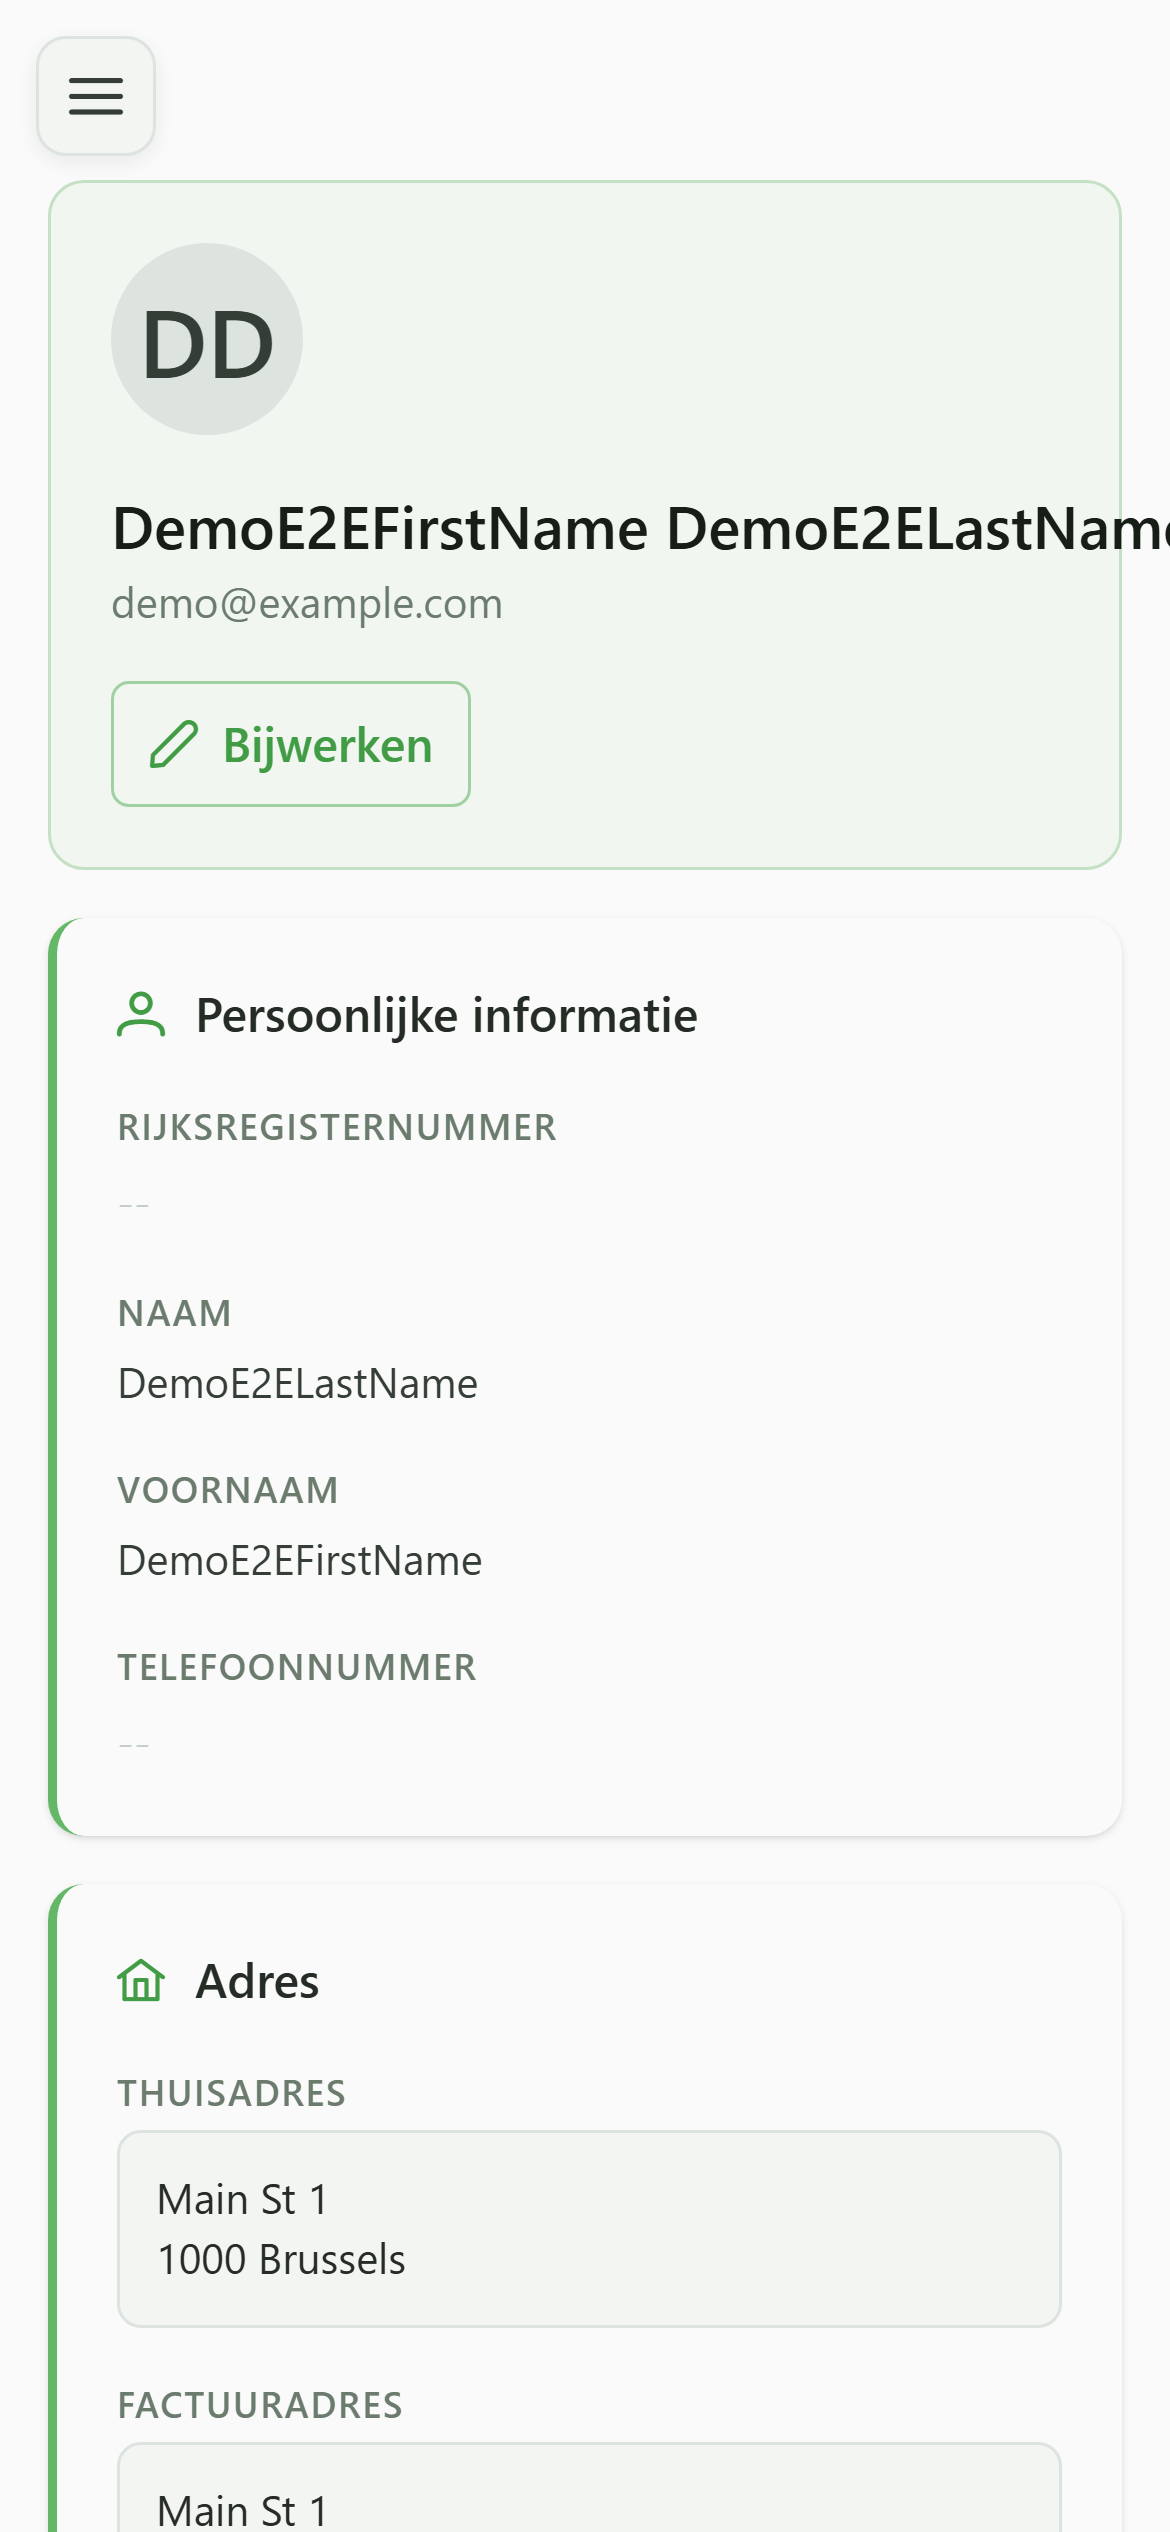 DD
DemoE2EFirstName DemoE2ELastName
demo@example.com
Bijwerken
Persoonlijke informatie
RIJKSREGISTERNUMMER
--
NAAM
DemoE2ELastName
VOORNAAM
DemoE2EFirstName
TELEFOONNUMMER
--
Adres
THUISADRES
Main St 1
1000 Brussels
FACTUURADRES
Main St 1